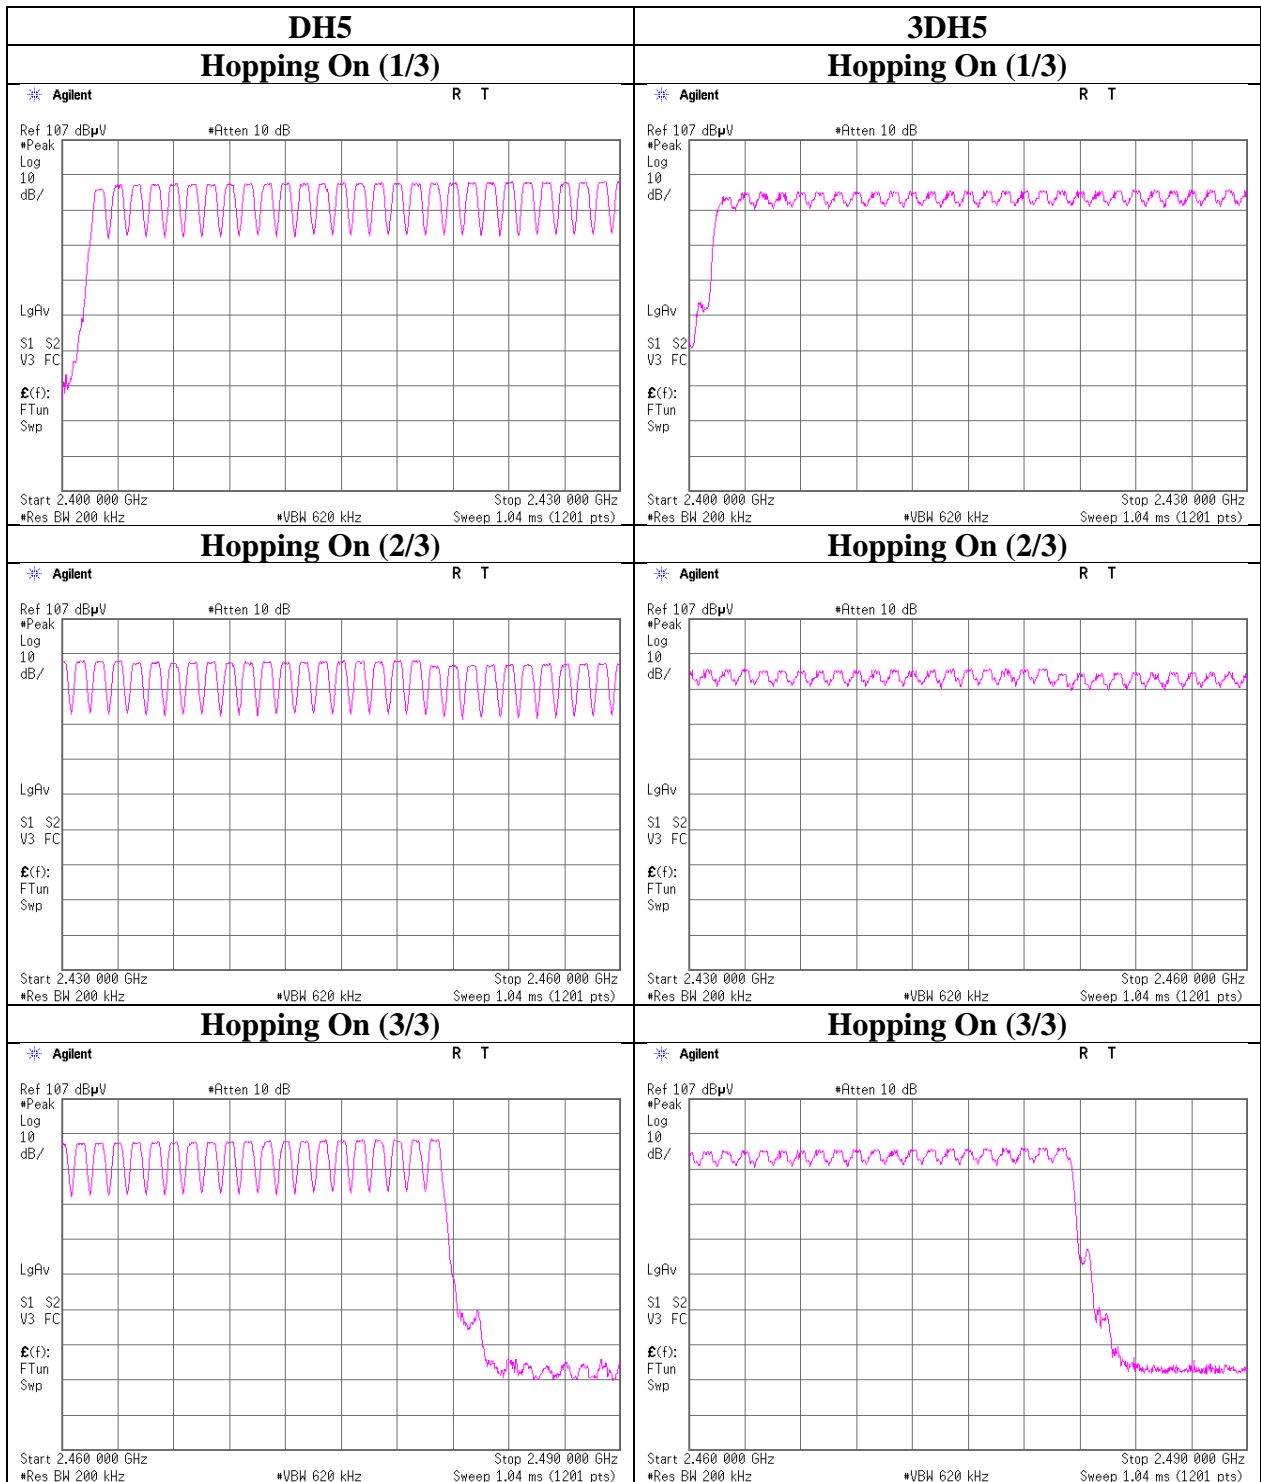 DH5 3DH5
Hopping On (1/3) Hopping On (1/3)
Agilent R T
Ref 107 dBµV #Atten 10 dB
#Peak
Log
10
dB/
LgAv
S1 S2
V3 FC
£(f):
FTun
Swp
Start 2.400 000 GHz Stop 2.430 000 GHz
#Res BW 200 kHz #VBW 620 kHz Sweep 1.04 ms (1201 pts)
Agilent R T
Ref 107 dBµV #Atten 10 dB
#Peak
Log
10
dB/
LgAv
S1 S2
V3 FC
£(f):
FTun
Swp
Start 2.400 000 GHz Stop 2.430 000 GHz
#Res BW 200 kHz #VBW 620 kHz Sweep 1.04 ms (1201 pts)
Hopping On (2/3) Hopping On (2/3)
Agilent R T
Ref 107 dBµV #Atten 10 dB
#Peak
Log
10
dB/
LgAv
S1 S2
V3 FC
£(f):
FTun
Swp
Start 2.430 000 GHz Stop 2.460 000 GHz
#Res BW 200 kHz #VBW 620 kHz Sweep 1.04 ms (1201 pts)
Agilent R T
Ref 107 dBµV #Atten 10 dB
#Peak
Log
10
dB/
LgAv
S1 S2
V3 FC
£(f):
FTun
Swp
Start 2.430 000 GHz Stop 2.460 000 GHz
#Res BW 200 kHz #VBW 620 kHz Sweep 1.04 ms (1201 pts)
Hopping On (3/3) Hopping On (3/3)
Agilent R T
Ref 107 dBµV #Atten 10 dB
#Peak
Log
10
dB/
LgAv
S1 S2
V3 FC
£(f):
FTun
Swp
Start 2.460 000 GHz Stop 2.490 000 GHz
#Res BW 200 kHz #VBW 620 kHz Sweep 1.04 ms (1201 pts)
Agilent R T
Ref 107 dBµV #Atten 10 dB
#Peak
Log
10
dB/
LgAv
S1 S2
V3 FC
£(f):
FTun
Swp
Start 2.460 000 GHz Stop 2.490 000 GHz
#Res BW 200 kHz #VBW 620 kHz Sweep 1.04 ms (1201 pts)